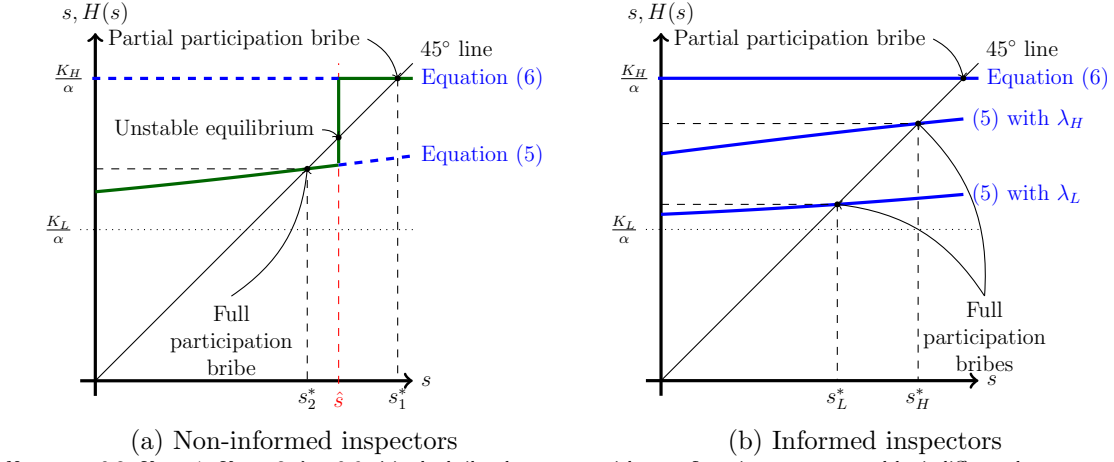 s, H(s)
Partial participation bribe
45° line
K_H/α
Equation (6)
Unstable equilibrium
Equation (5)
K_L/α
Full
participation
bribe
s
s*_2
ŝ
s*_1
(a) Non-informed inspectors
s, H(s)
Partial participation bribe
45° line
K_H/α
Equation (6)
(5) with λ_H
(5) with λ_L
K_L/α
Full
participation
bribes
s
s*_L
s*_H
(b) Informed inspectors